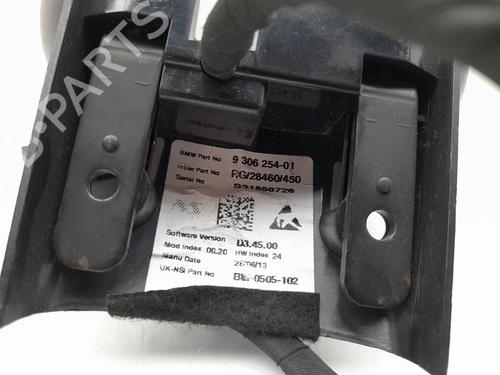 B-PARTS
BMW Part No 9 306 254-01
Intier Part No RG/28460/450
Serial No S21550726
Software Version D3.45.00
Mod Index 00.20 HW Index 24
Manu Date 26/06/13
UK-NSI Part No BM-0505-102